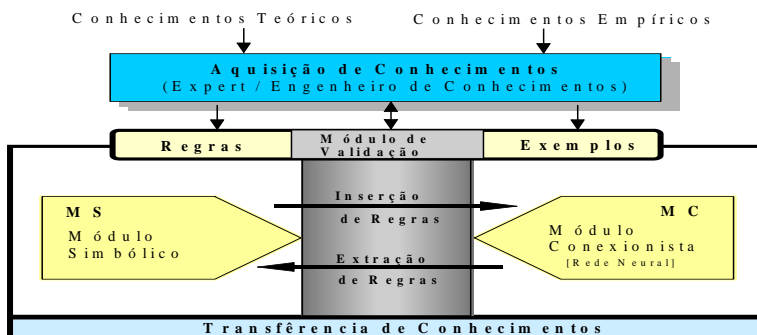 Conhecimentos Teóricos
Conhecimentos Empíricos
Aquisição de Conhecimentos
(Expert / Engenheiro de Conhecimentos)
Regras
Módulo de
Validação
Exemplos
Inserção
de Regras
MS
Módulo
Simbólico
MC
Módulo
Conexionista
[Rede Neural]
Extração
de Regras
Transfêrencia de Conhecimentos